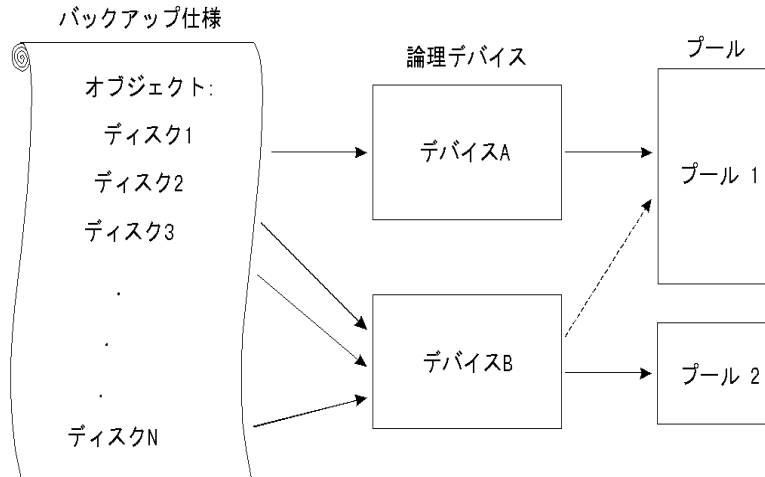 バックアップ仕様
オブジェクト:
ディスク1
ディスク2
ディスク3
.
.
.
ディスクN
論理デバイス
デバイスA
デバイスB
プール
プール 1
プール 2